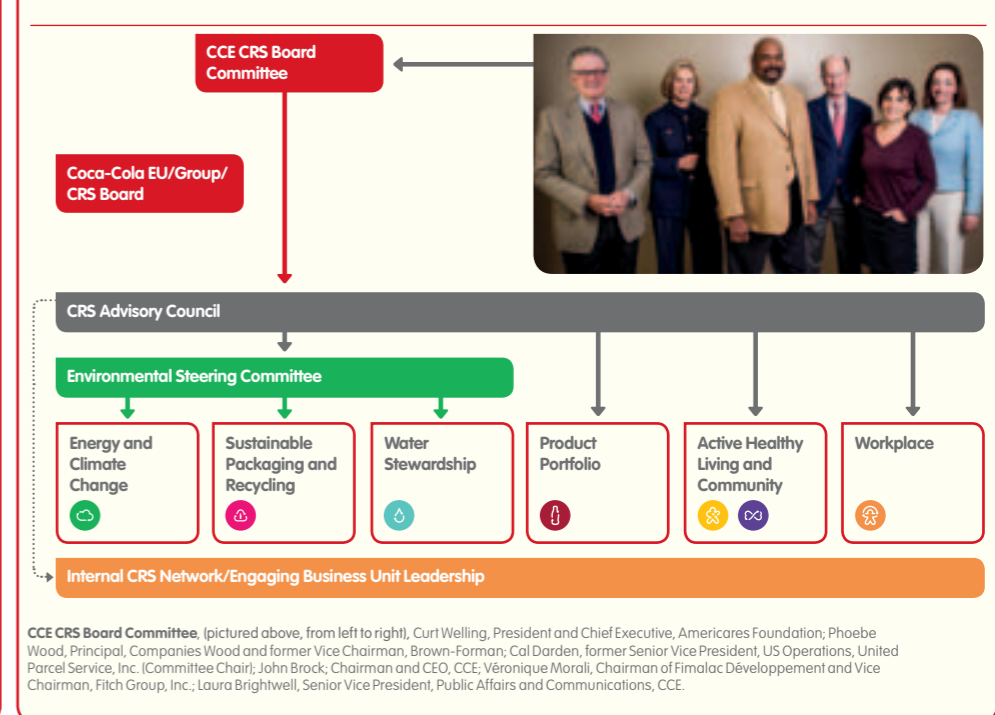 CCE CRS Board
Committee
Coca-Cola EU/Group/
CRS Board
CRS Advisory Council
Environmental Steering Committee
Energy and
Climate
Change
Sustainable
Packaging and
Recycling
Water
Stewardship
Product
Portfolio
Active Healthy
Living and
Community
Workplace
Internal CRS Network/Engaging Business Unit Leadership
CCE CRS Board Committee, (pictured above, from left to right), Curt Welling, President and Chief Executive, Americares Foundation; Phoebe
Wood, Principal, Companies Wood and former Vice Chairman, Brown-Forman; Cal Darden, former Senior Vice President, US Operations, United
Parcel Service, Inc. (Committee Chair); John Brock; Chairman and CEO, CCE; Véronique Morali, Chairman of Fimalac Développement and Vice
Chairman, Fitch Group, Inc.; Laura Brightwell, Senior Vice President, Public Affairs and Communications, CCE.